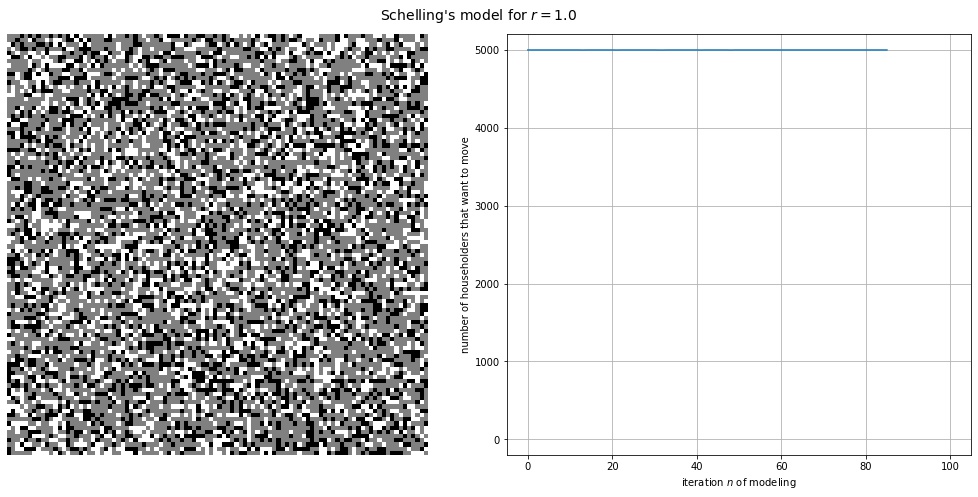 Schelling's model for r = 1.0
number of householders that want to move
5000
4000
3000
2000
1000
0
0 20 40 60 80 100
iteration n of modeling